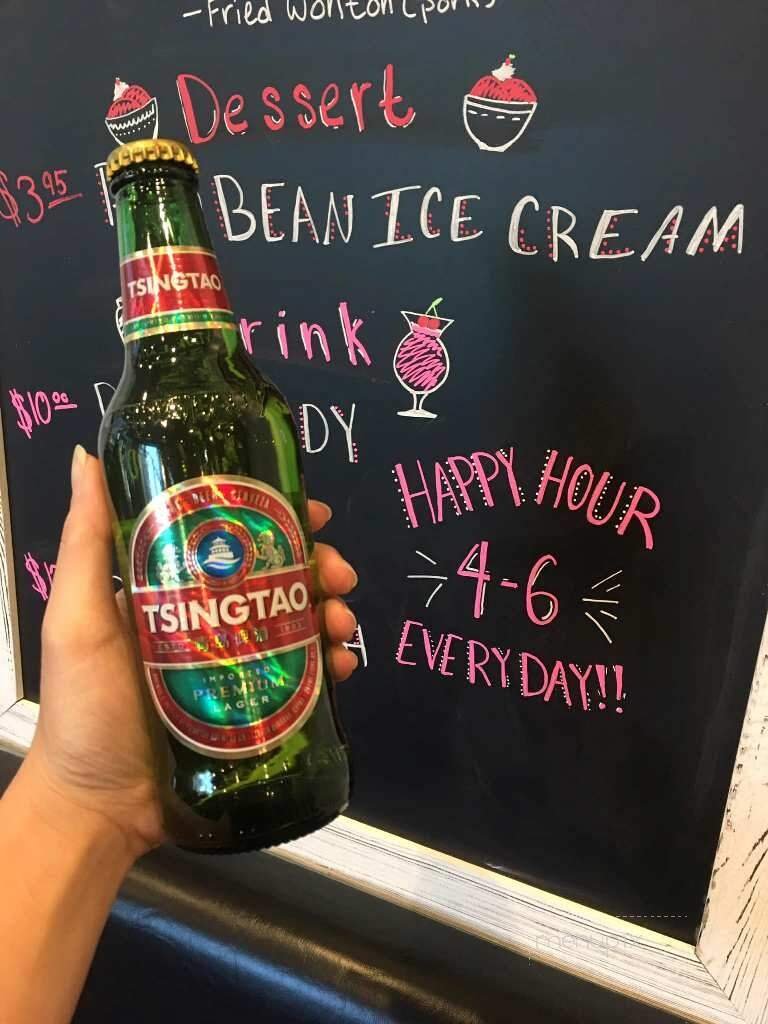 -Fried Wonton (pork)
Dessert
$3.95 BEAN ICE CREAM
rink
$10.00 DY
HAPPY HOUR
4-6
EVERYDAY!!
TSINGTAO
TSINGTAO
IMPORTED
PREMIUM
LAGER
menupix